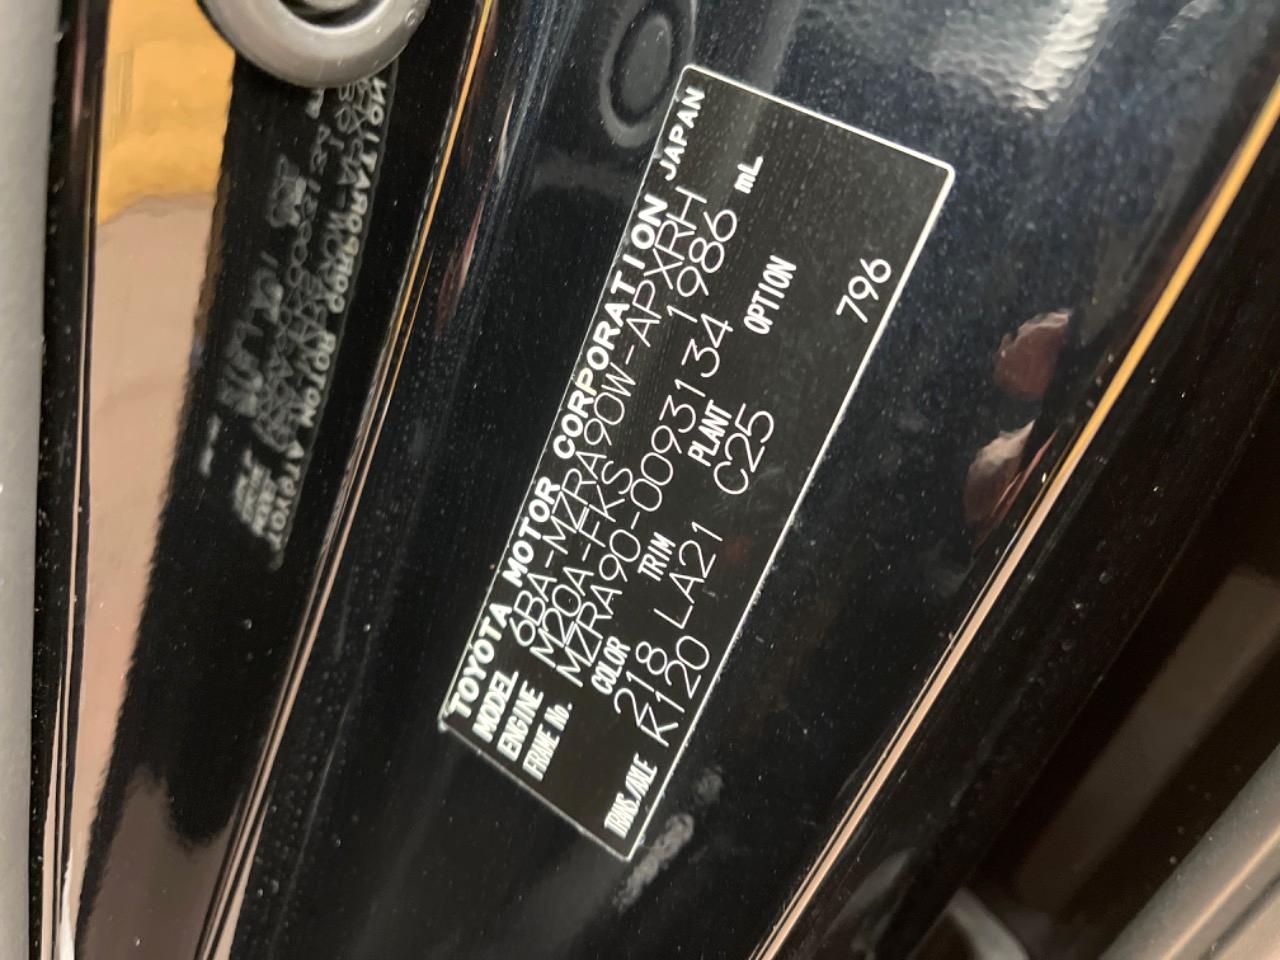 TOYOTA MOTOR CORPORATION JAPAN
MODEL 6BA-MZRA90W-APXRH
ENGINE M20A-FKS 1986 mL
FRAME No. MZRA90-0093134
COLOR TRIM PLANT OPTION
218 LA21 C25
TRANS./AXLE K120 796